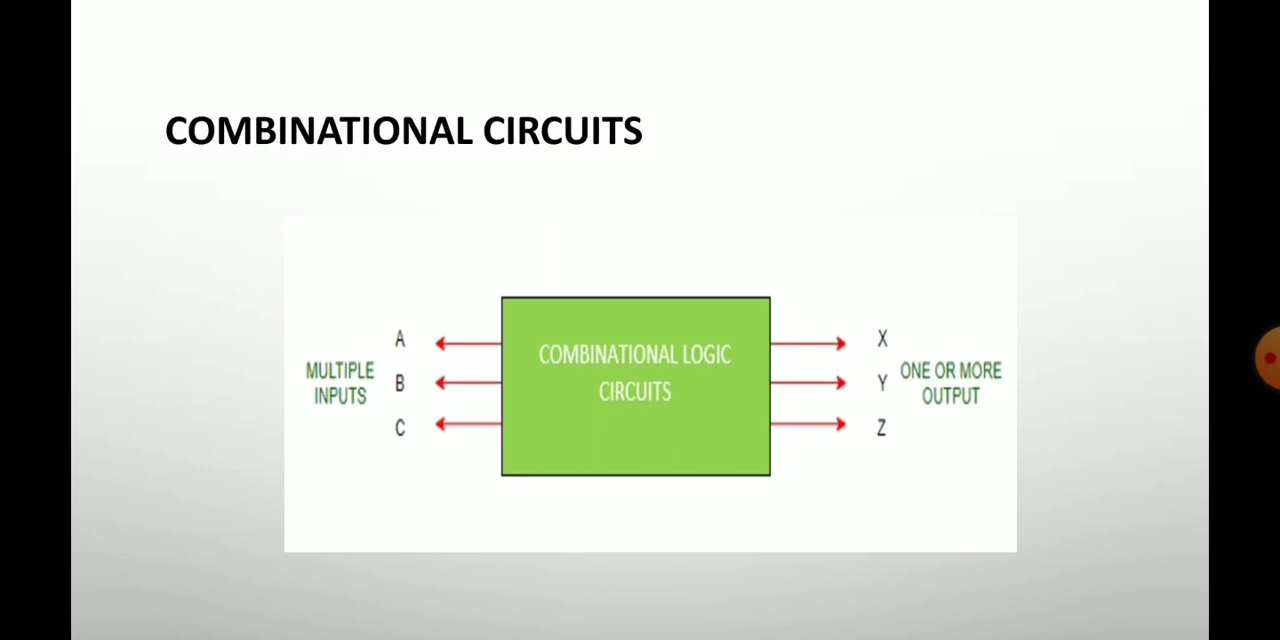 COMBINATIONAL CIRCUITS
A
B
C
MULTIPLE
INPUTS
COMBINATIONAL LOGIC
CIRCUITS
X
Y
Z
ONE OR MORE
OUTPUT